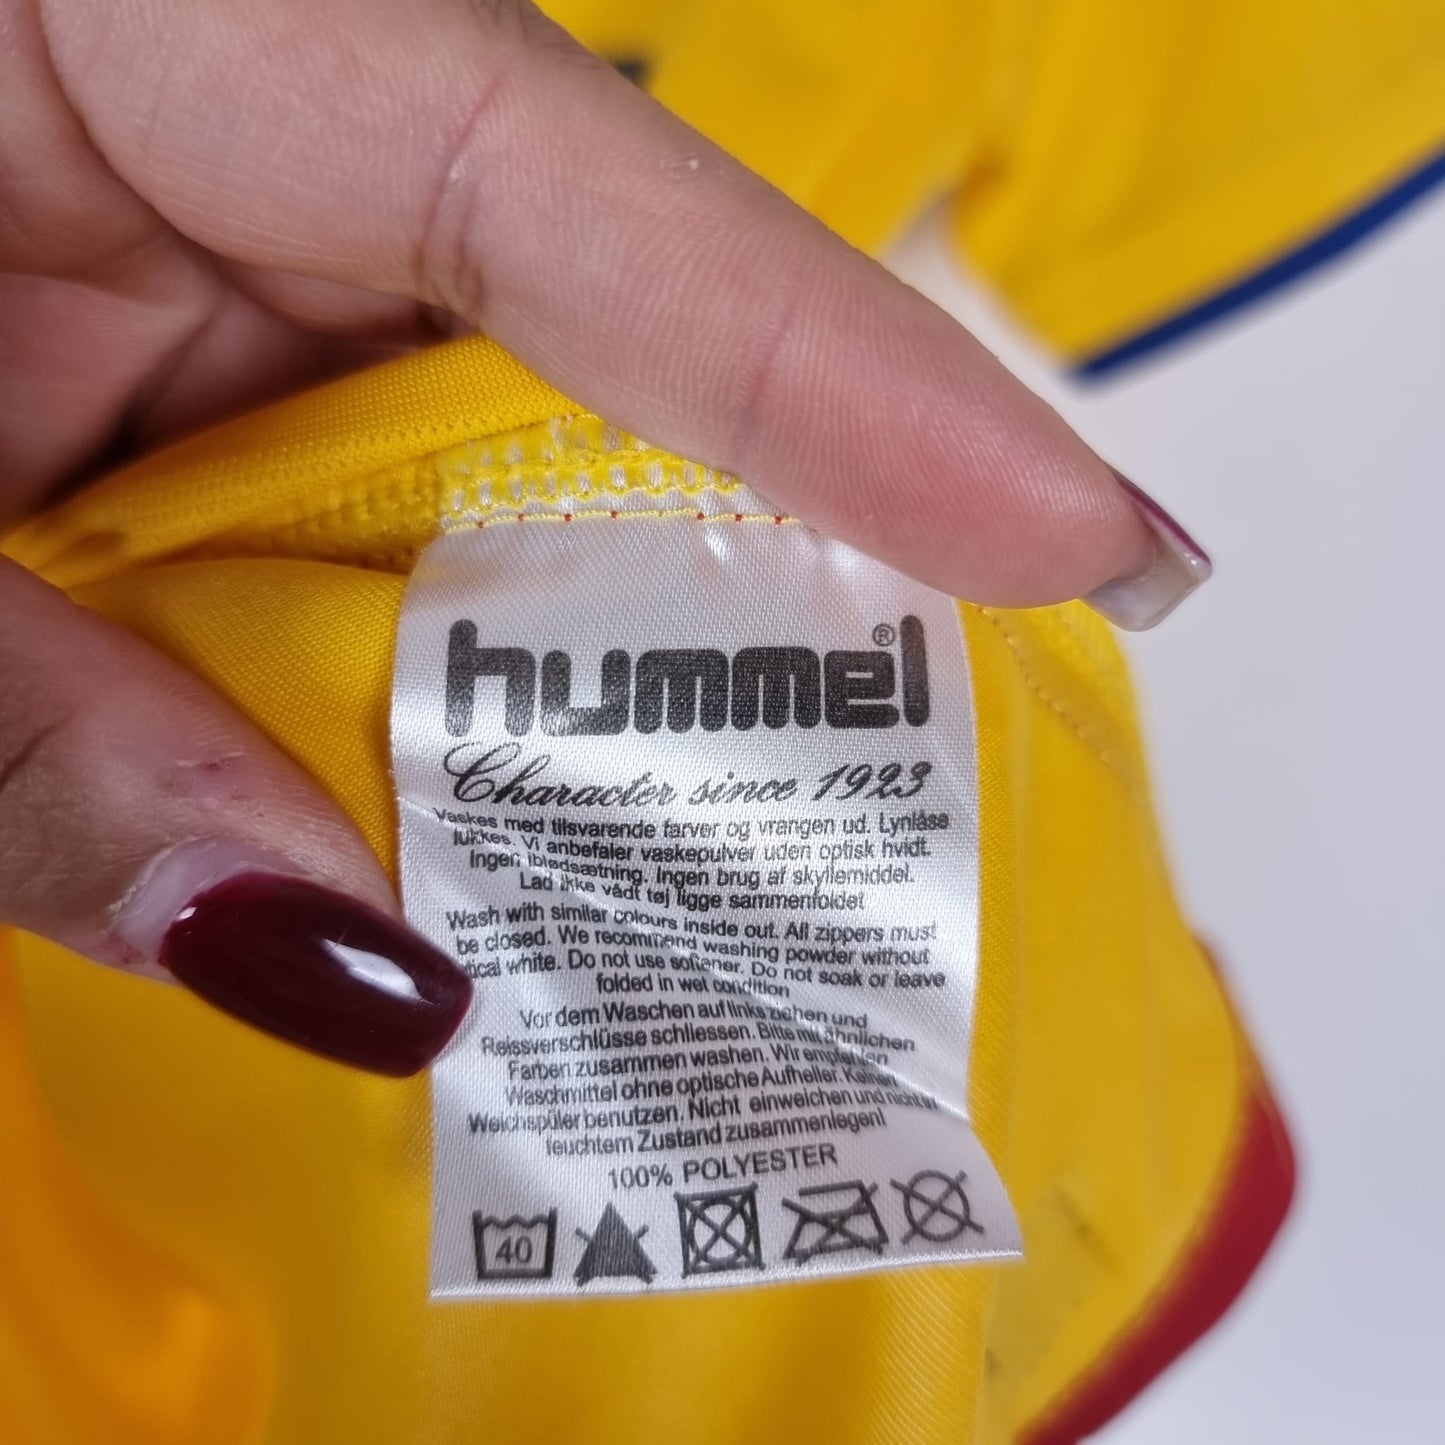 hummel®
Character since 1923
Vaskes med tilsvarende farver og vrangen ud. Lynlåse
lukkes. Vi anbefaler vaskepulver uden optisk hvidt.
Ingen iblødsætning. Ingen brug af skyllemiddel.
Lad ikke vådt tøj ligge sammenfoldet
Wash with similar colours inside out. All zippers must
be closed. We recommend washing powder without
tical white. Do not use softener. Do not soak or leave
folded in wet condition
Vor dem Waschen auf links ziehen und
Reissverschlüsse schliessen. Bitte mit ähnlichen
Farben zusammen washen. Wir empfehlen
Waschmittel ohne optische Aufheller. Keinen
Weichspüler benutzen. Nicht einweichen und nicht in
feuchtem Zustand zusammenlegen!
100% POLYESTER
40